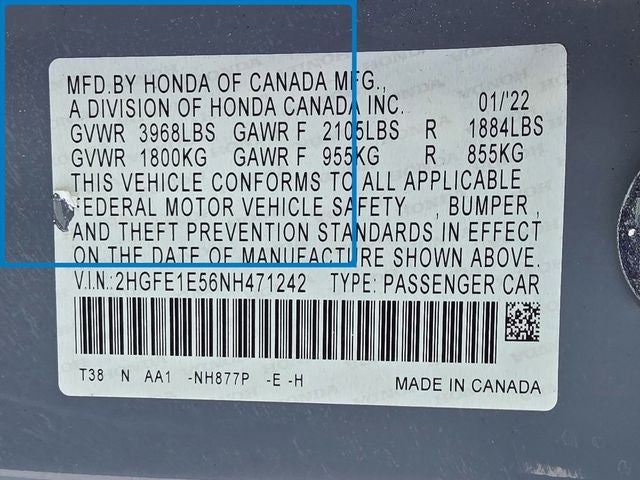 MFD.BY HONDA OF CANADA MFG.,
A DIVISION OF HONDA CANADA INC. 01/'22
GVWR 3968LBS GAWR F 2105LBS R 1884LBS
GVWR 1800KG GAWR F 955KG R 855KG
THIS VEHICLE CONFORMS TO ALL APPLICABLE
FEDERAL MOTOR VEHICLE SAFETY , BUMPER ,
AND THEFT PREVENTION STANDARDS IN EFFECT
ON THE DATE OF MANUFACTURE SHOWN ABOVE.
V.I.N.:2HGFE1E56NH471242 TYPE: PASSENGER CAR
T38 N AA1 -NH877P -E -H
MADE IN CANADA